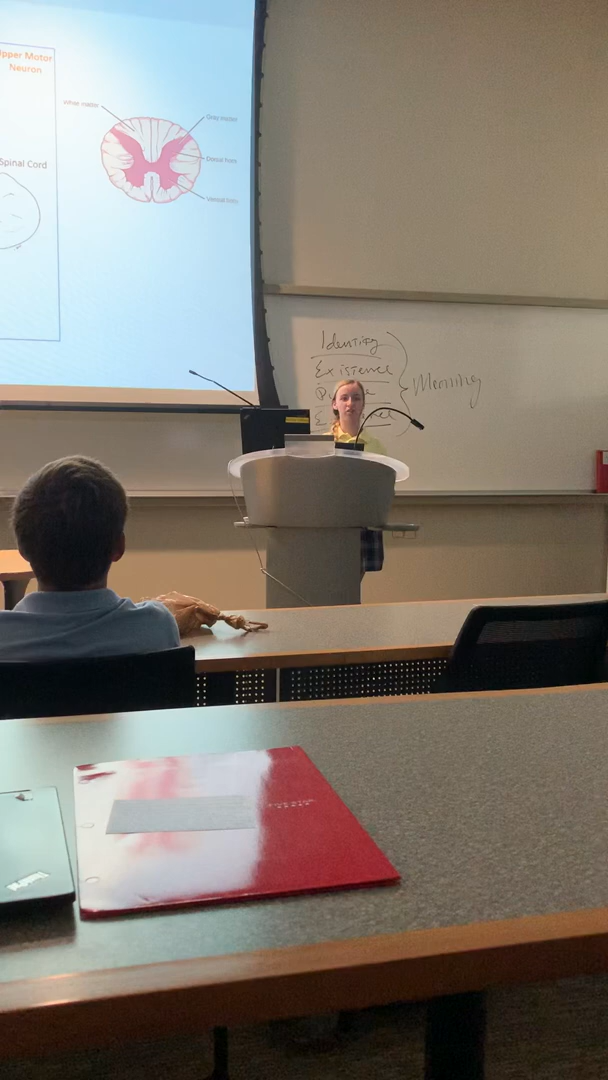 Upper Motor
Neuron
Spinal Cord
White matter
Gray matter
Dorsal horn
Ventral horn
Identity
Existence
Meaning